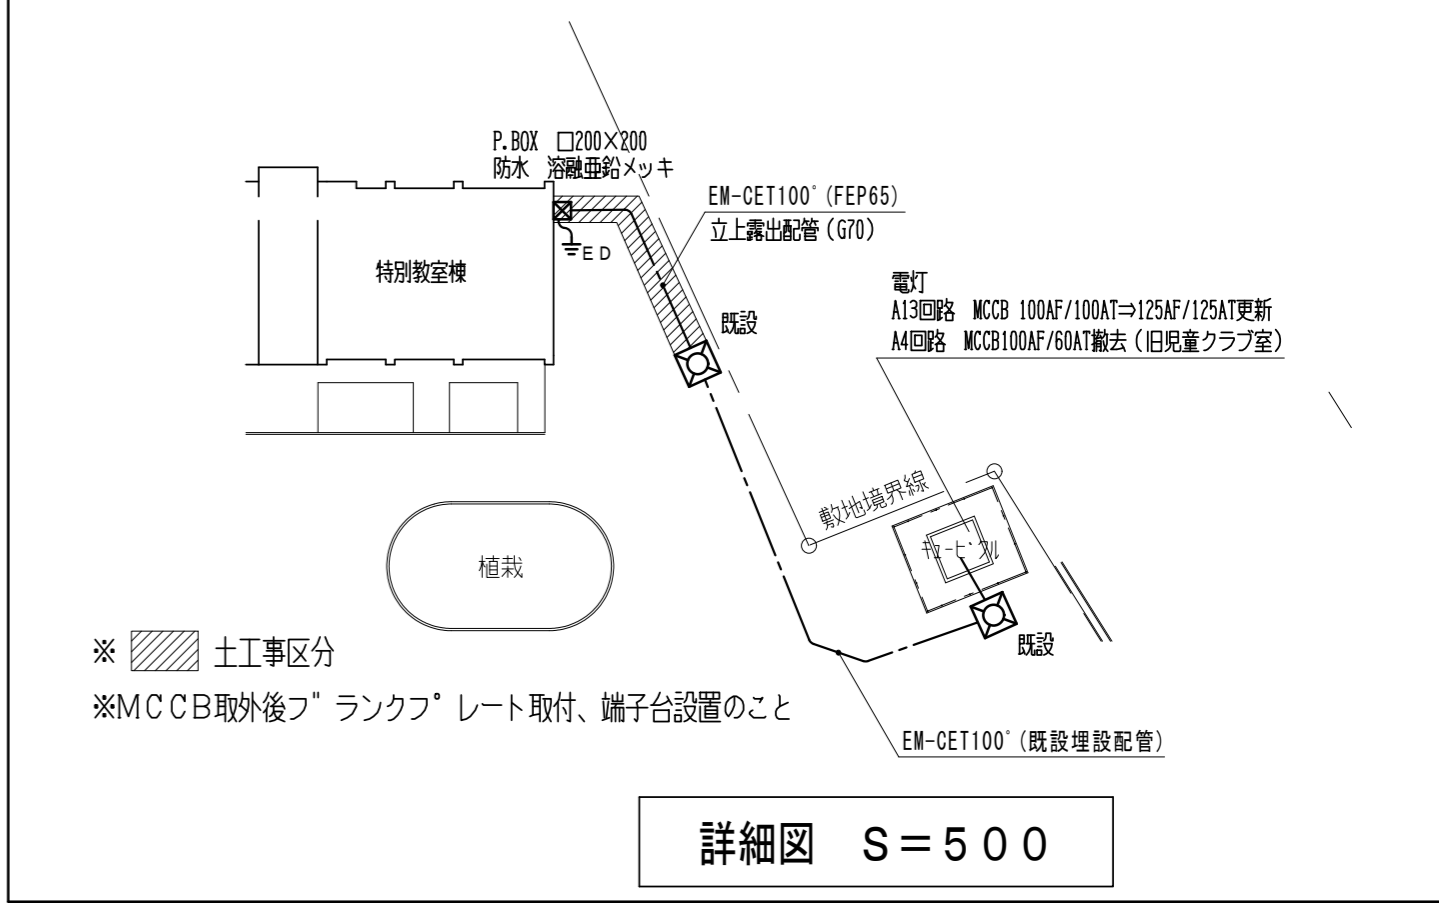 P.BOX □200×200
防水 溶融亜鉛メッキ
EM-CET100°(FEP65)
立上露出配管(G70)
ED
特別教室棟
既設
電灯
A13回路 MCCB 100AF/100AT⇒125AF/125AT更新
A4回路 MCCB100AF/60AT撤去(旧児童クラブ室)
敷地境界線
キュービクル
植栽
既設
※ 土工事区分
※MCCB取外後ブランクプレート取付、端子台設置のこと
EM-CET100°(既設埋設配管)
詳細図 S=500